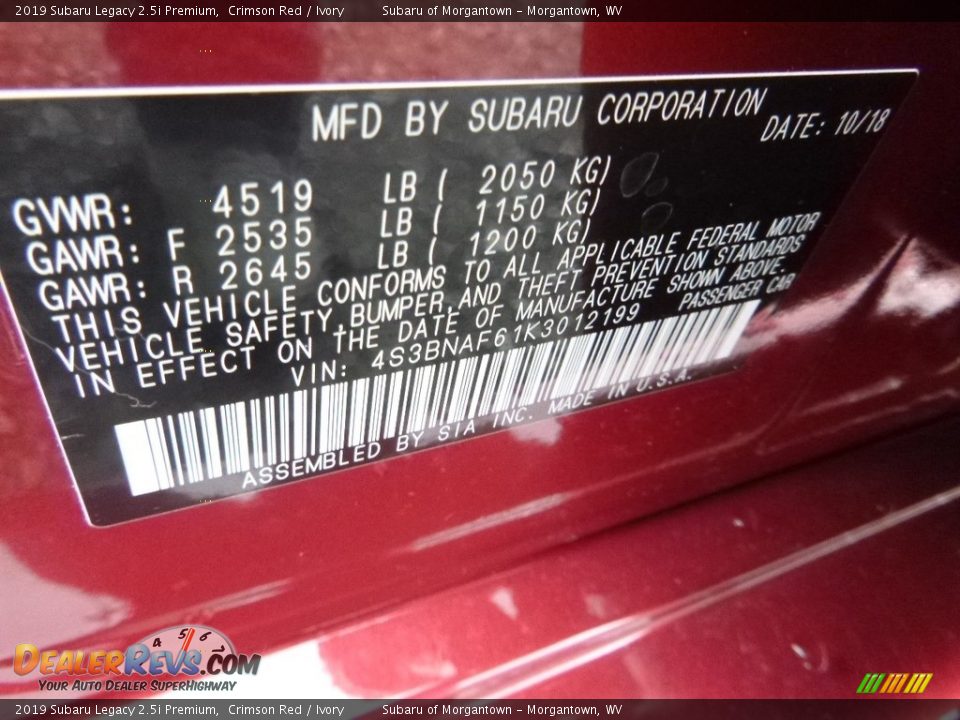 2019 Subaru Legacy 2.5i Premium,  Crimson Red / Ivory    Subaru of Morgantown - Morgantown, WV
MFD BY SUBARU CORPORATION
DATE: 10/18
GVWR: 4519 LB ( 2050 KG)
GAWR: F 2535 LB ( 1150 KG)
GAWR: R 2645 LB ( 1200 KG)
THIS VEHICLE CONFORMS TO ALL APPLICABLE FEDERAL MOTOR
VEHICLE SAFETY, BUMPER, AND THEFT PREVENTION STANDARDS
IN EFFECT ON THE DATE OF MANUFACTURE SHOWN ABOVE.
VIN: 4S3BNAF61K3012199 PASSENGER CAR
ASSEMBLED BY SIA INC. MADE IN U.S.A.
4 5 6 7
DEALERREVS.COM
YOUR AUTO DEALER SUPERHIGHWAY
2019 Subaru Legacy 2.5i Premium,  Crimson Red / Ivory    Subaru of Morgantown - Morgantown, WV